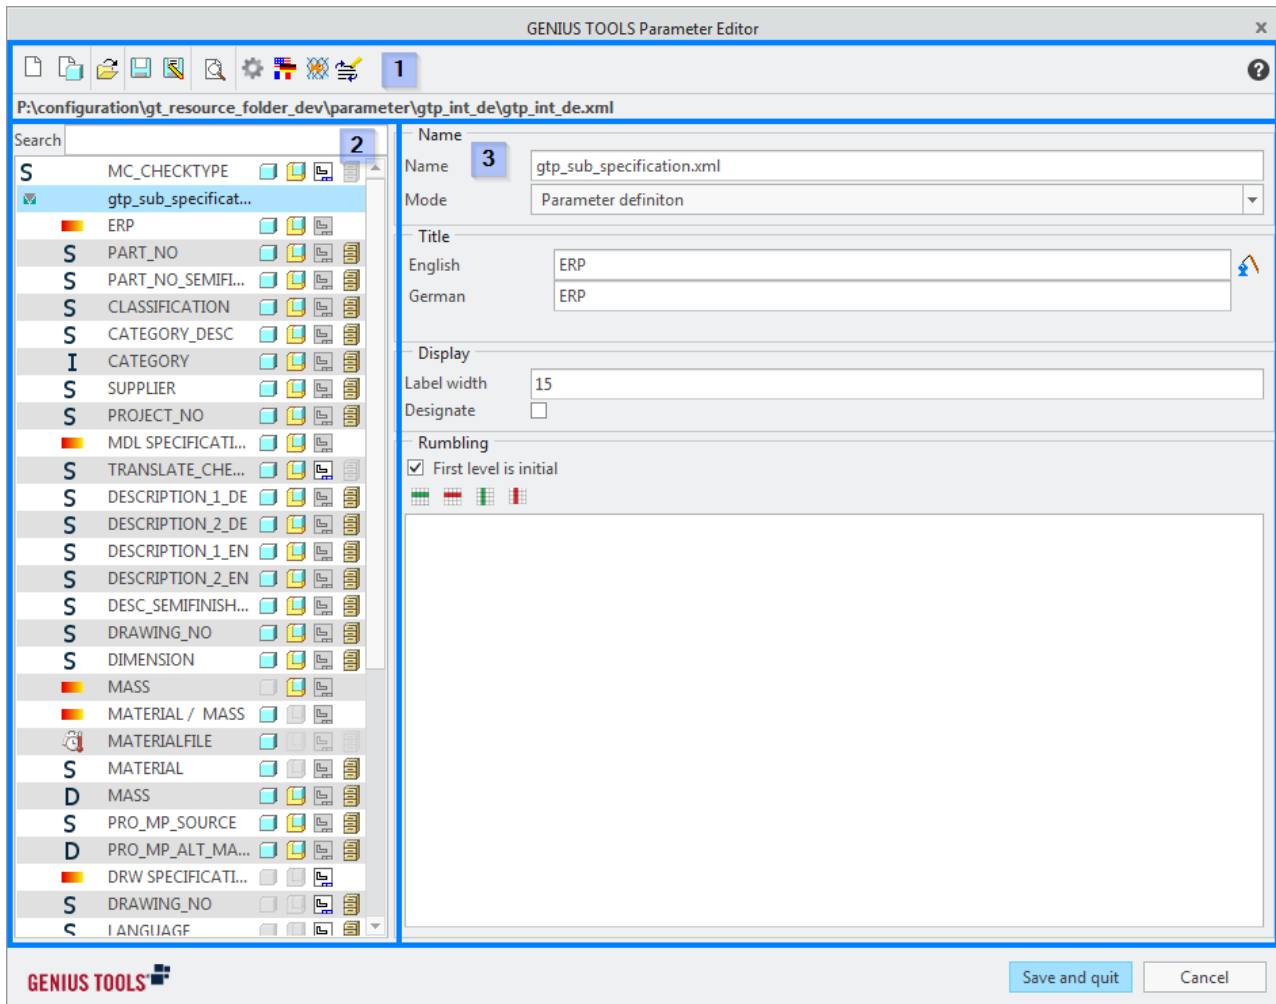 GENIUS TOOLS Parameter Editor
1
P:\configuration\gt_resource_folder_dev\parameter\gtp_int_de\gtp_int_de.xml
Search
2
S MC_CHECKTYPE
gtp_sub_specificat...
ERP
S PART_NO
S PART_NO_SEMIFI...
S CLASSIFICATION
S CATEGORY_DESC
I CATEGORY
S SUPPLIER
S PROJECT_NO
MDL SPECIFICATI...
S TRANSLATE_CHE...
S DESCRIPTION_1_DE
S DESCRIPTION_2_DE
S DESCRIPTION_1_EN
S DESCRIPTION_2_EN
S DESC_SEMIFINISH...
S DRAWING_NO
S DIMENSION
MASS
MATERIAL / MASS
MATERIALFILE
S MATERIAL
D MASS
S PRO_MP_SOURCE
D PRO_MP_ALT_MA...
DRW SPECIFICATI...
S DRAWING_NO
S LANGUAGE
Name
3
Name gtp_sub_specification.xml
Mode Parameter definiton
Title
English ERP
German ERP
Display
Label width 15
Designate
Rumbling
First level is initial
GENIUS TOOLS
Save and quit Cancel